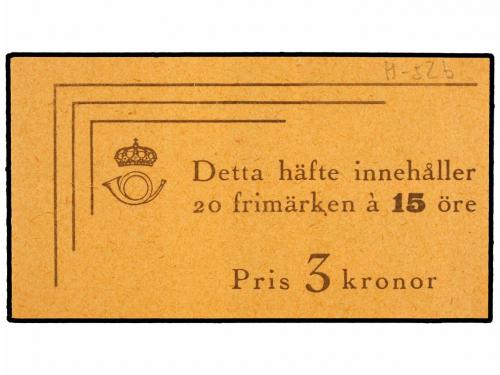 H-52b
Detta häfte innehåller
20 frimärken à 15 öre
Pris 3 kronor